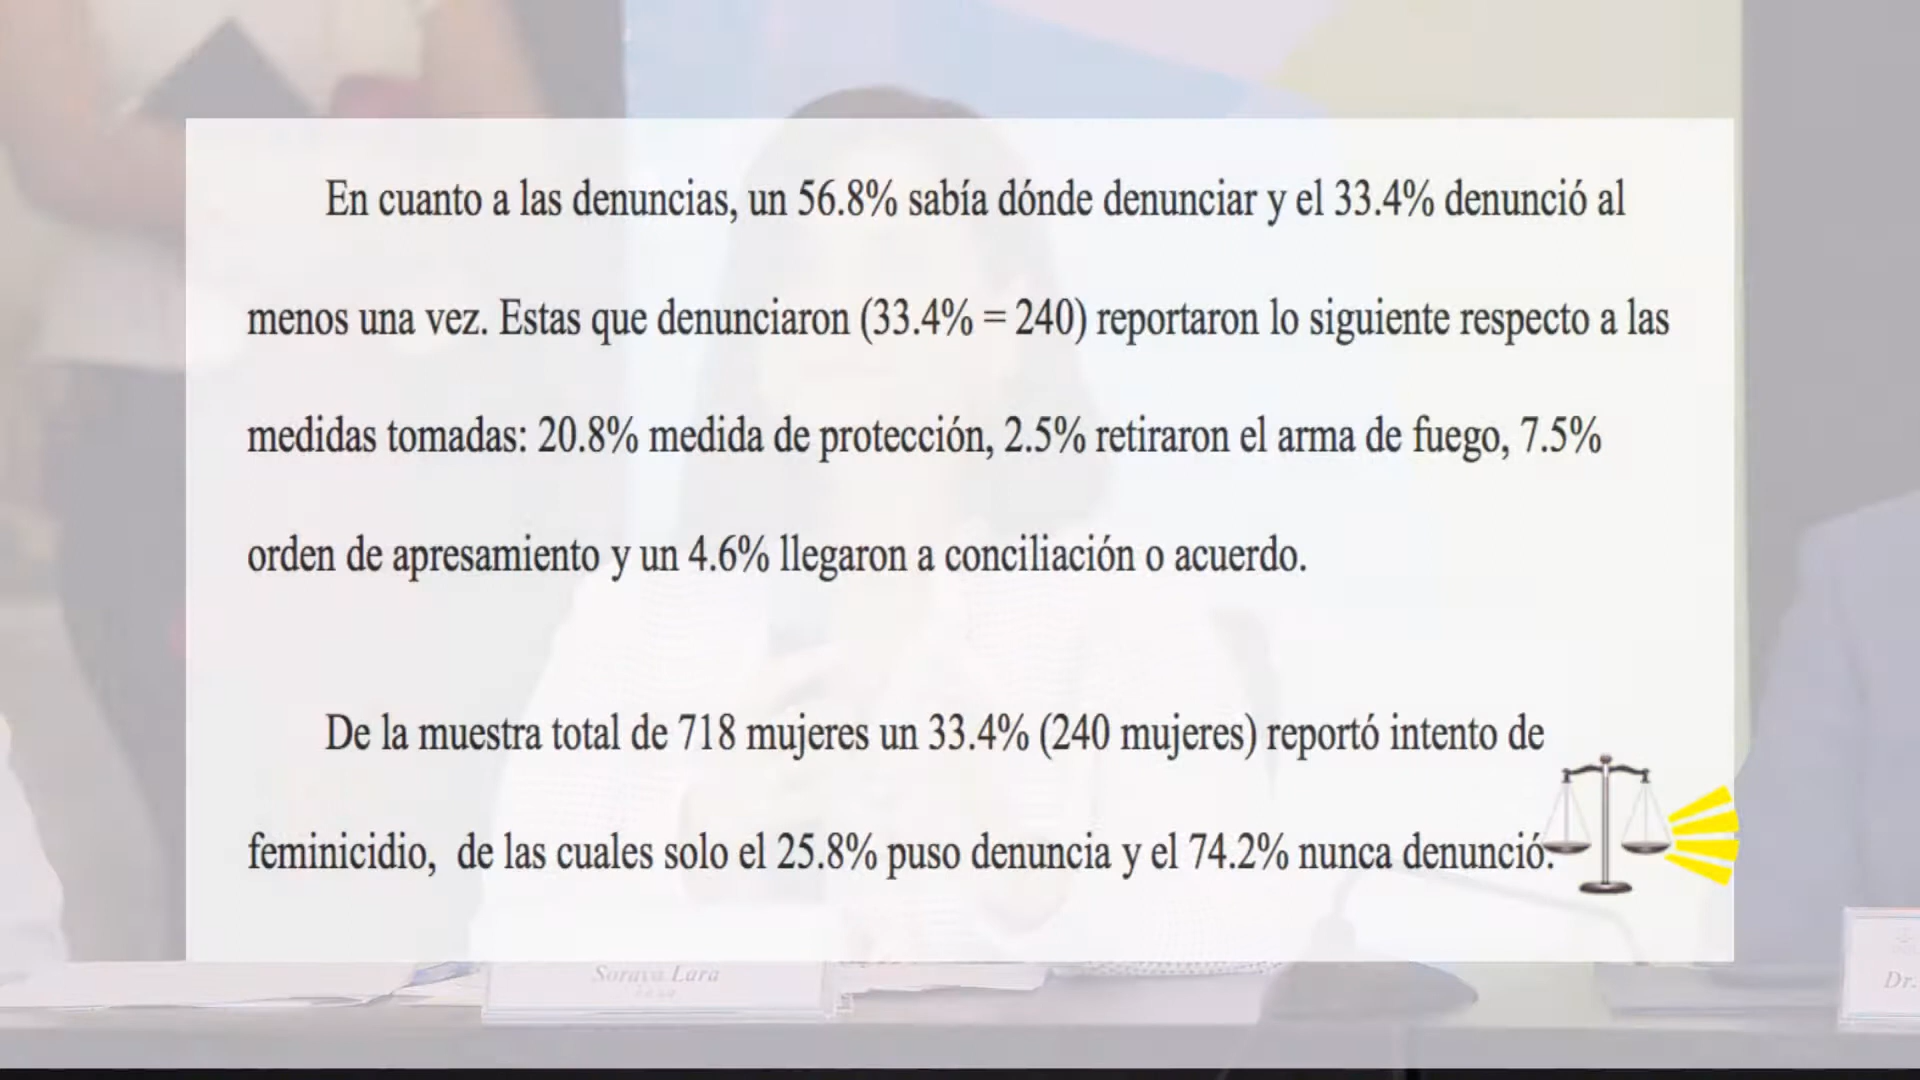 En cuanto a las denuncias, un 56.8% sabía dónde denunciar y el 33.4% denunció al
menos una vez. Estas que denunciaron (33.4% = 240) reportaron lo siguiente respecto a las
medidas tomadas: 20.8% medida de protección, 2.5% retiraron el arma de fuego, 7.5%
orden de apresamiento y un 4.6% llegaron a conciliación o acuerdo.
De la muestra total de 718 mujeres un 33.4% (240 mujeres) reportó intento de
feminicidio, de las cuales solo el 25.8% puso denuncia y el 74.2% nunca denunció.
Soraya Lara
Dr.